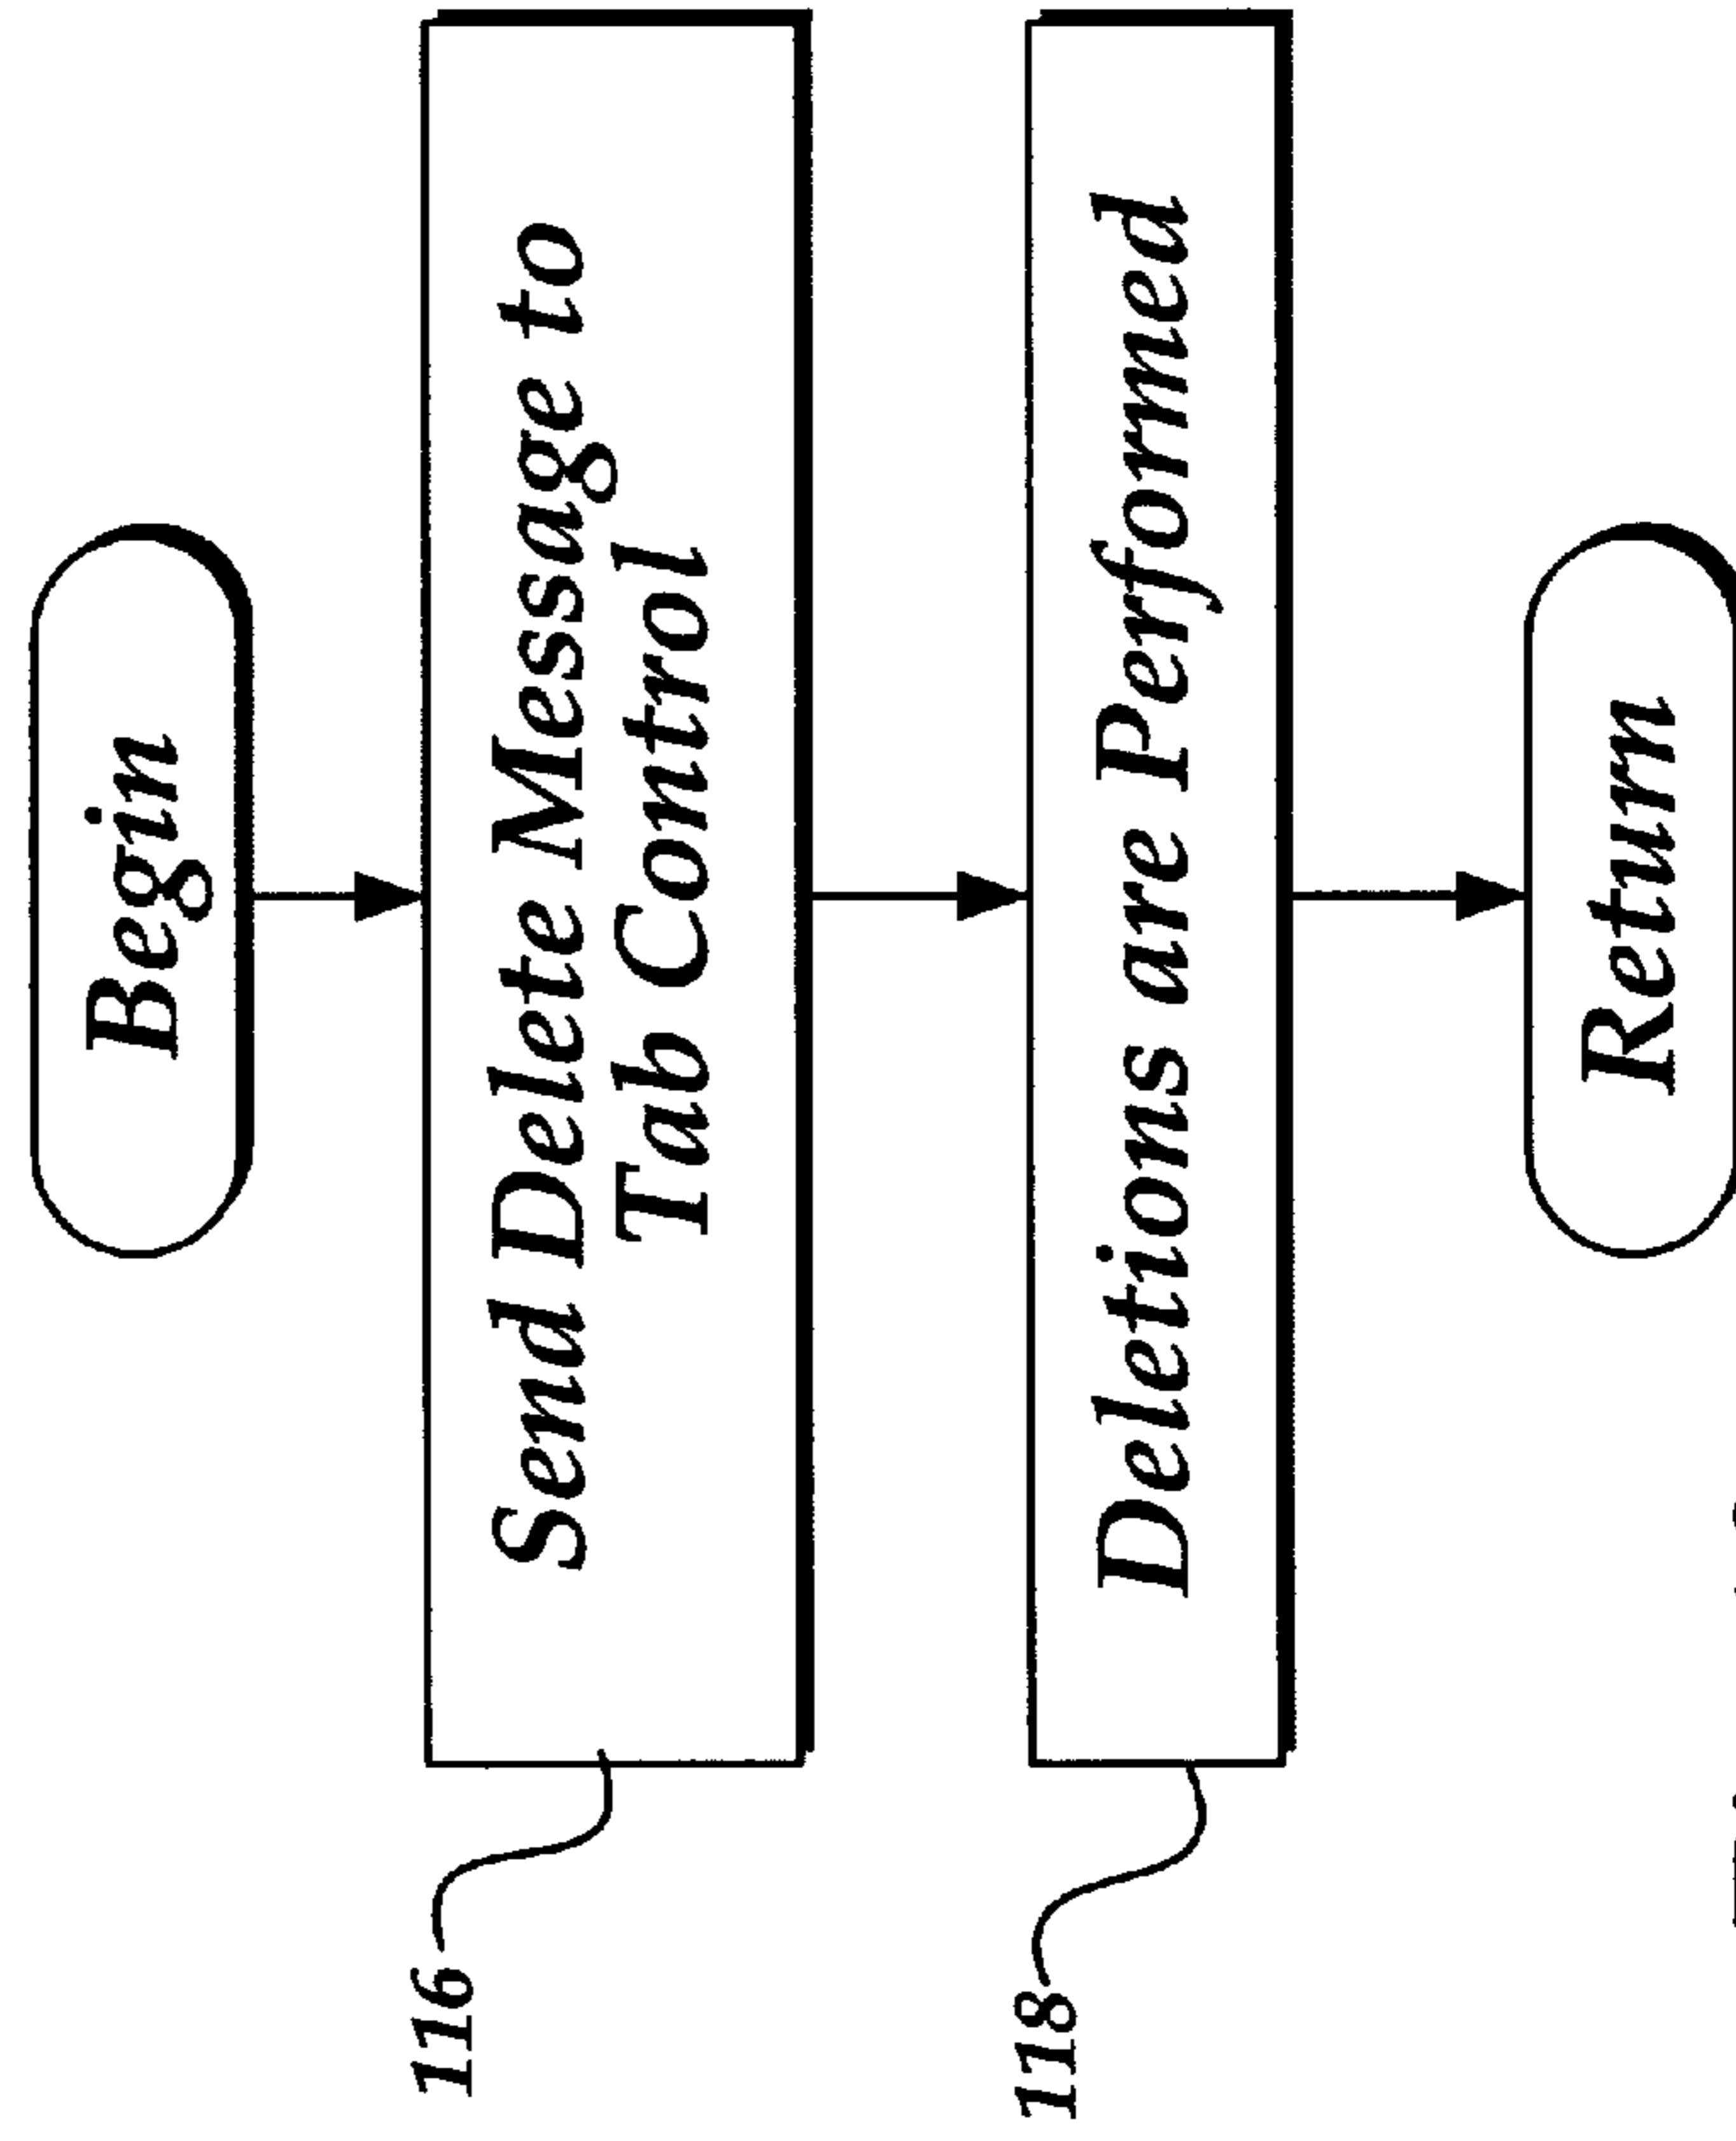 Begin
Send Delete Message to
Tab Control
116
Deletions are Performed
118
Return